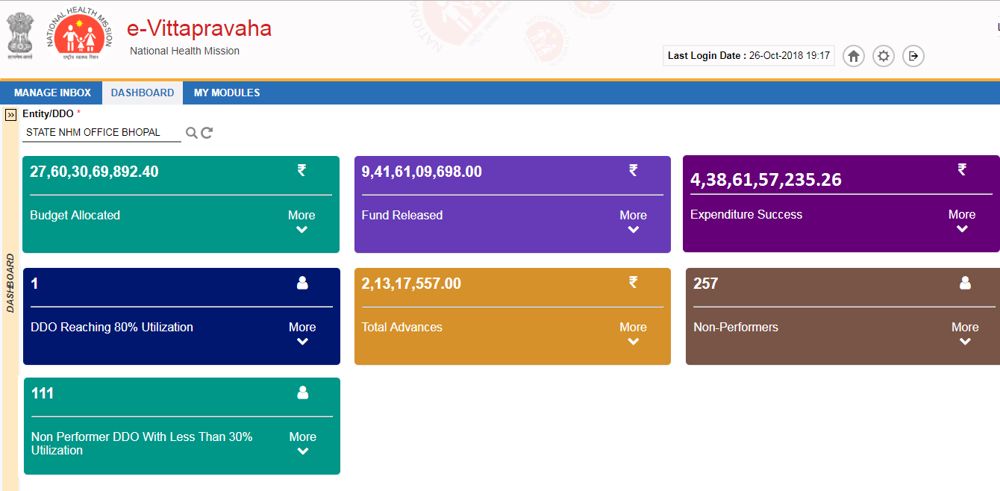 NATIONAL HEALTH MISSION
राष्ट्रीय स्वास्थ्य मिशन
e-Vittapravaha
National Health Mission
Last Login Date : 26-Oct-2018 19:17
MANAGE INBOX DASHBOARD MY MODULES
Entity/DDO *
STATE NHM OFFICE BHOPAL
DASHBOARD
27,60,30,69,892.40 ₹
Budget Allocated More
9,41,61,09,698.00 ₹
Fund Released More
4,38,61,57,235.26 ₹
Expenditure Success More
1
DDO Reaching 80% Utilization More
2,13,17,557.00 ₹
Total Advances More
257
Non-Performers More
111
Non Performer DDO With Less Than 30% More
Utilization